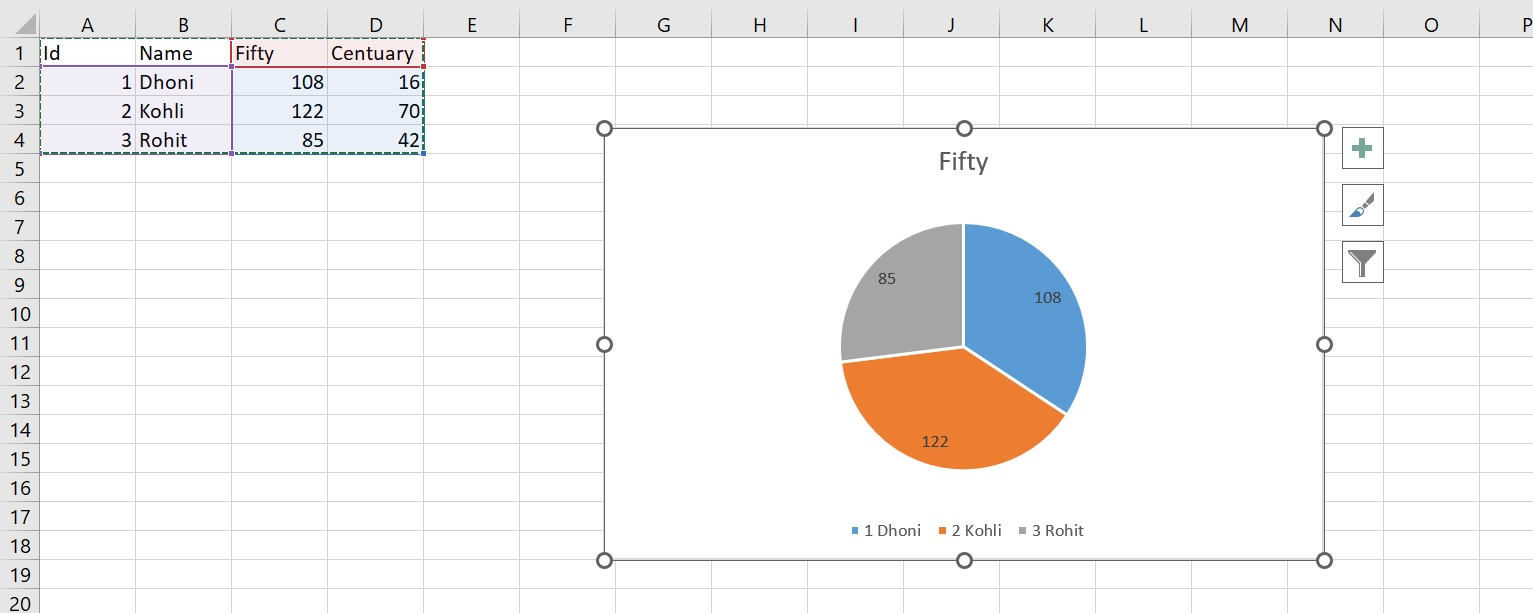 A B C D E F G H I J K L M N O P
1 Id Name Fifty Centuary
2 1 Dhoni 108 16
3 2 Kohli 122 70
4 3 Rohit 85 42
5
6
7
8
9
10
11
12
13
14
15
16
17
18
19
20
Fifty
85
108
122
1 Dhoni 2 Kohli 3 Rohit